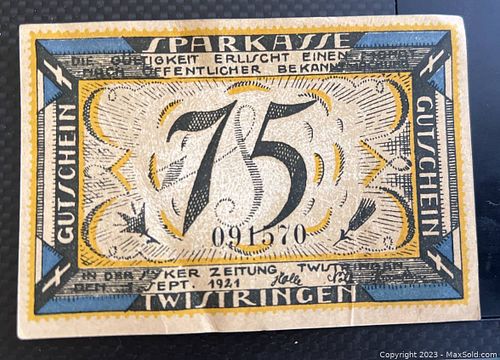 SPARKASSE
DIE GÜLTIGKEIT ERLISCHT EINEN
NACH ÖFFENTLICHER BEKANNT
GUTSCHEIN
75
GUTSCHEIN
091570
IN DER SYKER ZEITUNG
DEN SEPT. 1921
TWISTRINGEN
Copyright 2023 - MaxSold.com